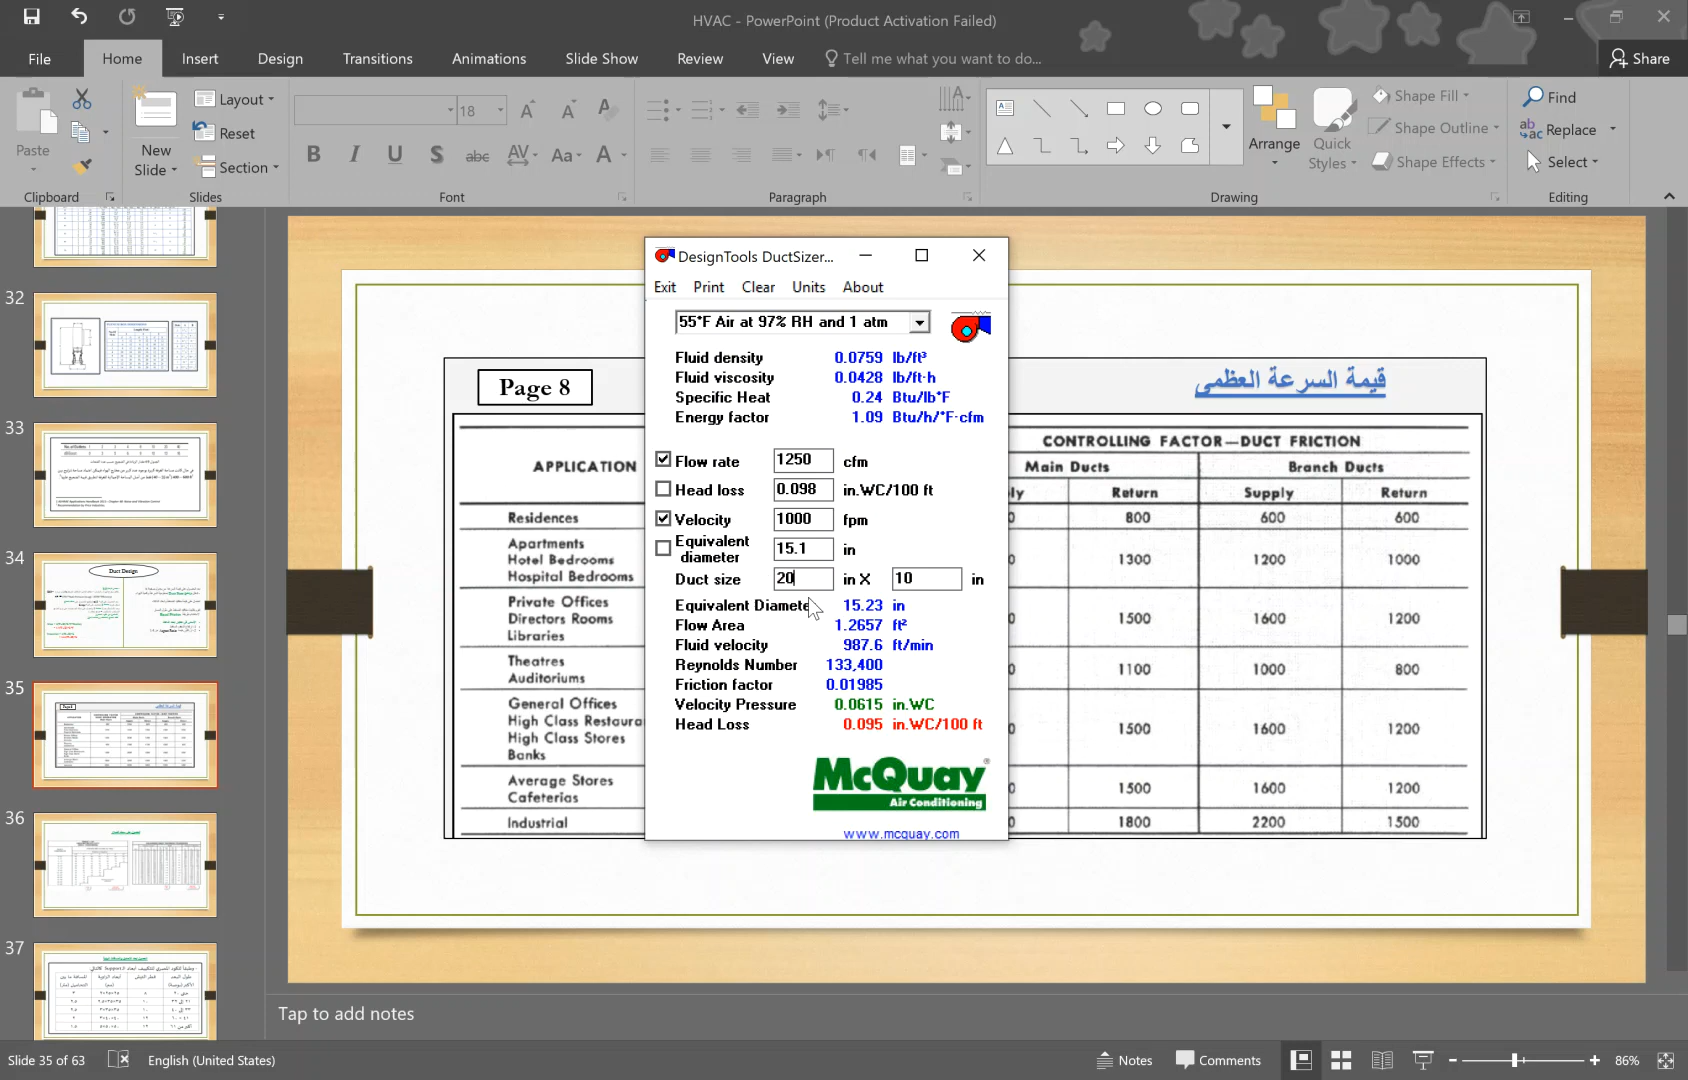 HVAC - PowerPoint (Product Activation Failed)
File Home Insert Design Transitions Animations Slide Show Review View Tell me what you want to do... Share
Paste
Clipboard
New Slide
Layout
Reset
Section
Slides
18
Font
Paragraph
Arrange
Quick Styles
Shape Fill
Shape Outline
Shape Effects
Drawing
Find
Replace
Select
Editing
32
33
34
Duct Design
35
36
37
Page 8
قيمة السرعة العظمى
CONTROLLING FACTOR—DUCT FRICTION
APPLICATION
Main Ducts Branch Ducts
Return Supply Return
Residences 800 600 600
Apartments
Hotel Bedrooms 1300 1200 1000
Hospital Bedrooms
Private Offices
Directors Rooms 1500 1600 1200
Libraries
Theatres
Auditoriums 1100 1000 800
General Offices
High Class Restaura
High Class Stores 1500 1600 1200
Banks
Average Stores
Cafeterias 1500 1600 1200
Industrial 1800 2200 1500
DesignTools DuctSizer...
Exit Print Clear Units About
55°F Air at 97% RH and 1 atm
Fluid density 0.0759 lb/ft³
Fluid viscosity 0.0428 lb/ft·h
Specific Heat 0.24 Btu/lb°F
Energy factor 1.09 Btu/h/°F·cfm
Flow rate 1250 cfm
Head loss 0.098 in.WC/100 ft
Velocity 1000 fpm
Equivalent diameter 15.1 in
Duct size 20 in X 10 in
Equivalent Diamete 15.23 in
Flow Area 1.2657 ft²
Fluid velocity 987.6 ft/min
Reynolds Number 133,400
Friction factor 0.01985
Velocity Pressure 0.0615 in.WC
Head Loss 0.095 in.WC/100 ft
McQuay®
Air Conditioning
www.mcquay.com
Tap to add notes
Slide 35 of 63 English (United States) Notes Comments 86%